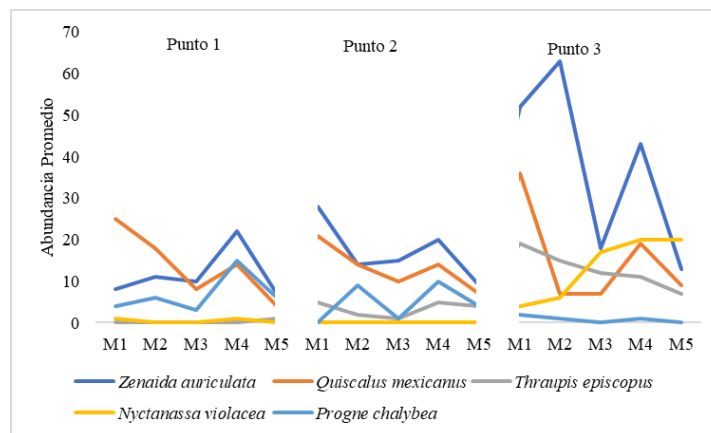 Punto 1 Punto 2 Punto 3
Abundancia Promedio
70
60
50
40
30
20
10
0
M1 M2 M3 M4 M5 M1 M2 M3 M4 M5 M1 M2 M3 M4 M5
Zenaida auriculata Quiscalus mexicanus Thraupis episcopus
Nyctanassa violacea Progne chalybea